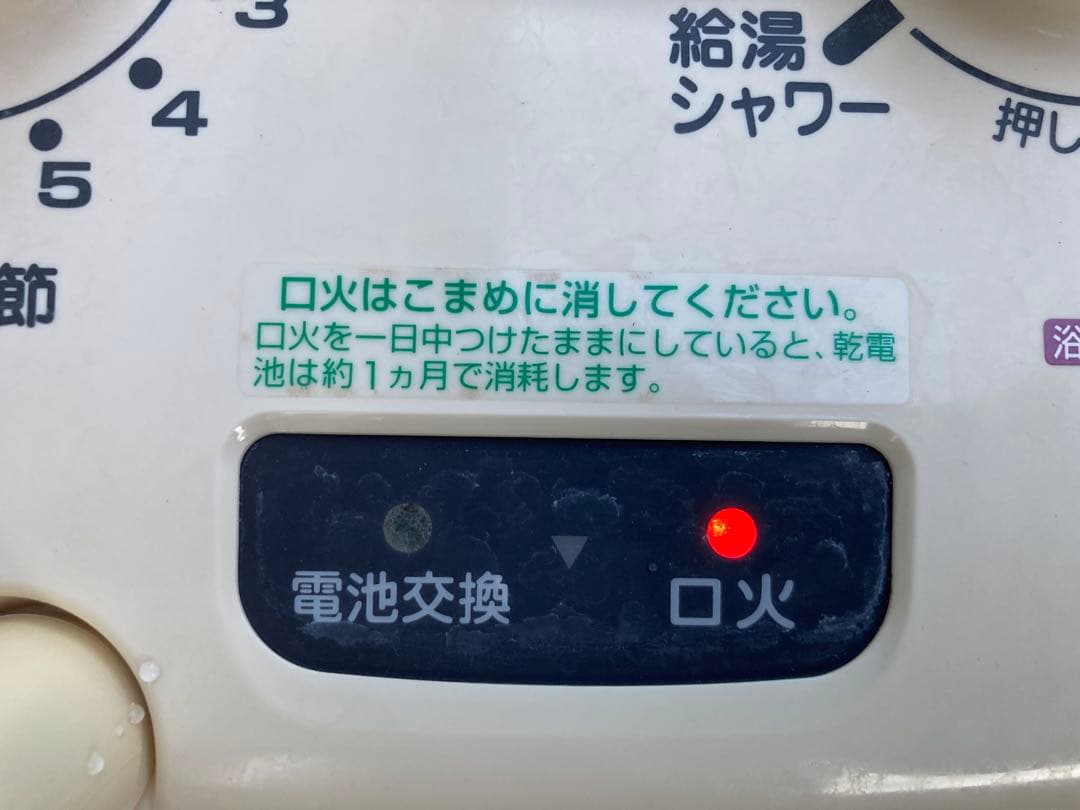 3
4
5
節
給湯
シャワー
押し
口火はこまめに消してください。
口火を一日中つけたままにしていると、乾電
池は約1ヵ月で消耗します。
浴
電池交換
口火